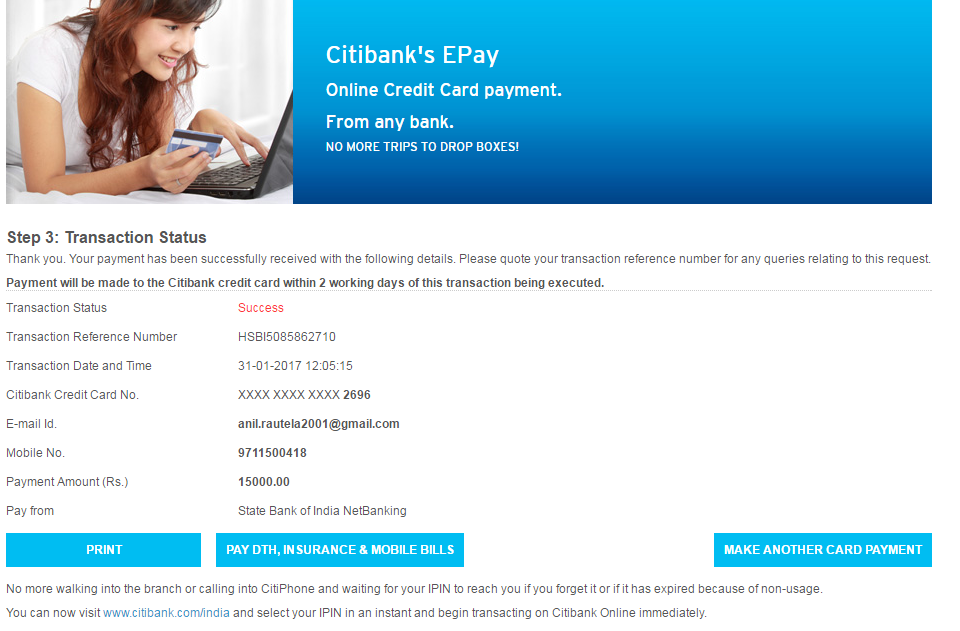 Citibank's EPay
Online Credit Card payment.
From any bank.
NO MORE TRIPS TO DROP BOXES!
Step 3: Transaction Status
Thank you. Your payment has been successfully received with the following details. Please quote your transaction reference number for any queries relating to this request.
Payment will be made to the Citibank credit card within 2 working days of this transaction being executed.
Transaction Status Success
Transaction Reference Number HSBI5085862710
Transaction Date and Time 31-01-2017 12:05:15
Citibank Credit Card No. XXXX XXXX XXXX 2696
E-mail Id. anil.rautela2001@gmail.com
Mobile No. 9711500418
Payment Amount (Rs.) 15000.00
Pay from State Bank of India NetBanking
PRINT PAY DTH, INSURANCE & MOBILE BILLS MAKE ANOTHER CARD PAYMENT
No more walking into the branch or calling into CitiPhone and waiting for your IPIN to reach you if you forget it or if it has expired because of non-usage.
You can now visit www.citibank.com/india and select your IPIN in an instant and begin transacting on Citibank Online immediately.